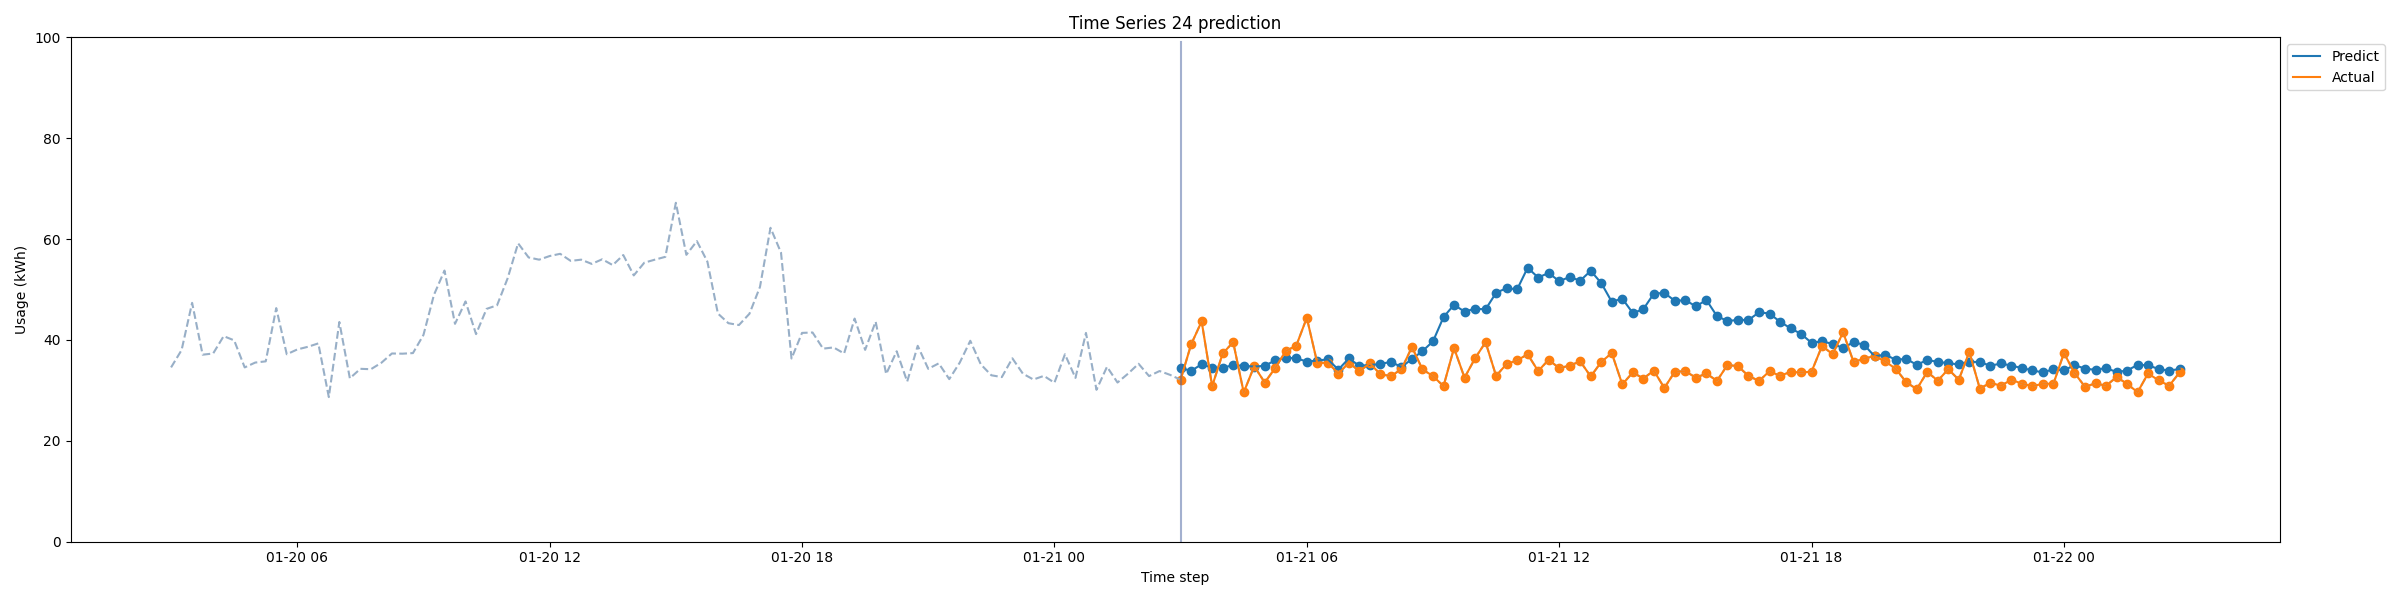 Time Series 24 prediction
100
80
60
40
20
0
Usage (kWh)
01-20 06
01-20 12
01-20 18
01-21 00
01-21 06
01-21 12
01-21 18
01-22 00
Time step
Predict
Actual